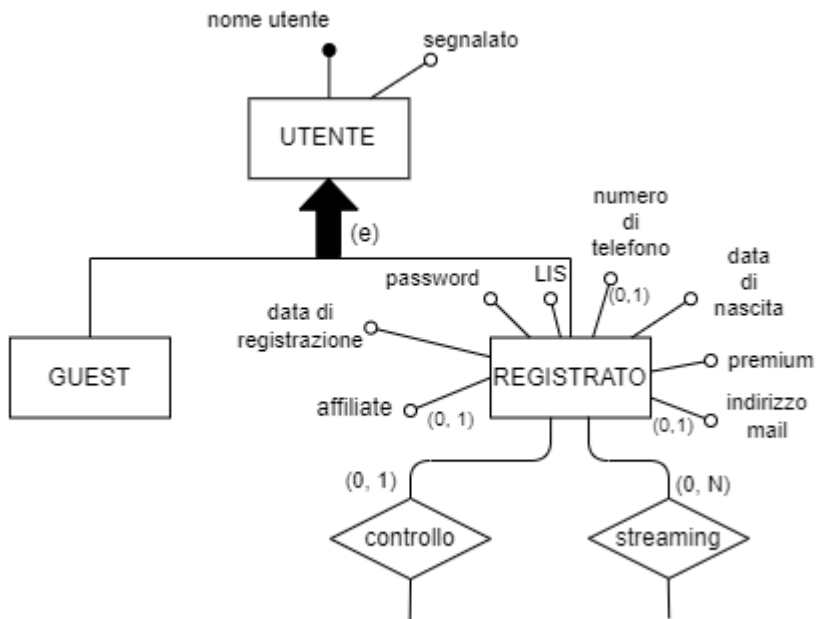 nome utente
segnalato
UTENTE
(e)
numero
di
telefono
(0,1)
data
di
nascita
password
LIS
data di
registrazione
GUEST
REGISTRATO
premium
affiliate
(0, 1)
indirizzo
mail
(0,1)
(0, 1)
(0, N)
controllo
streaming